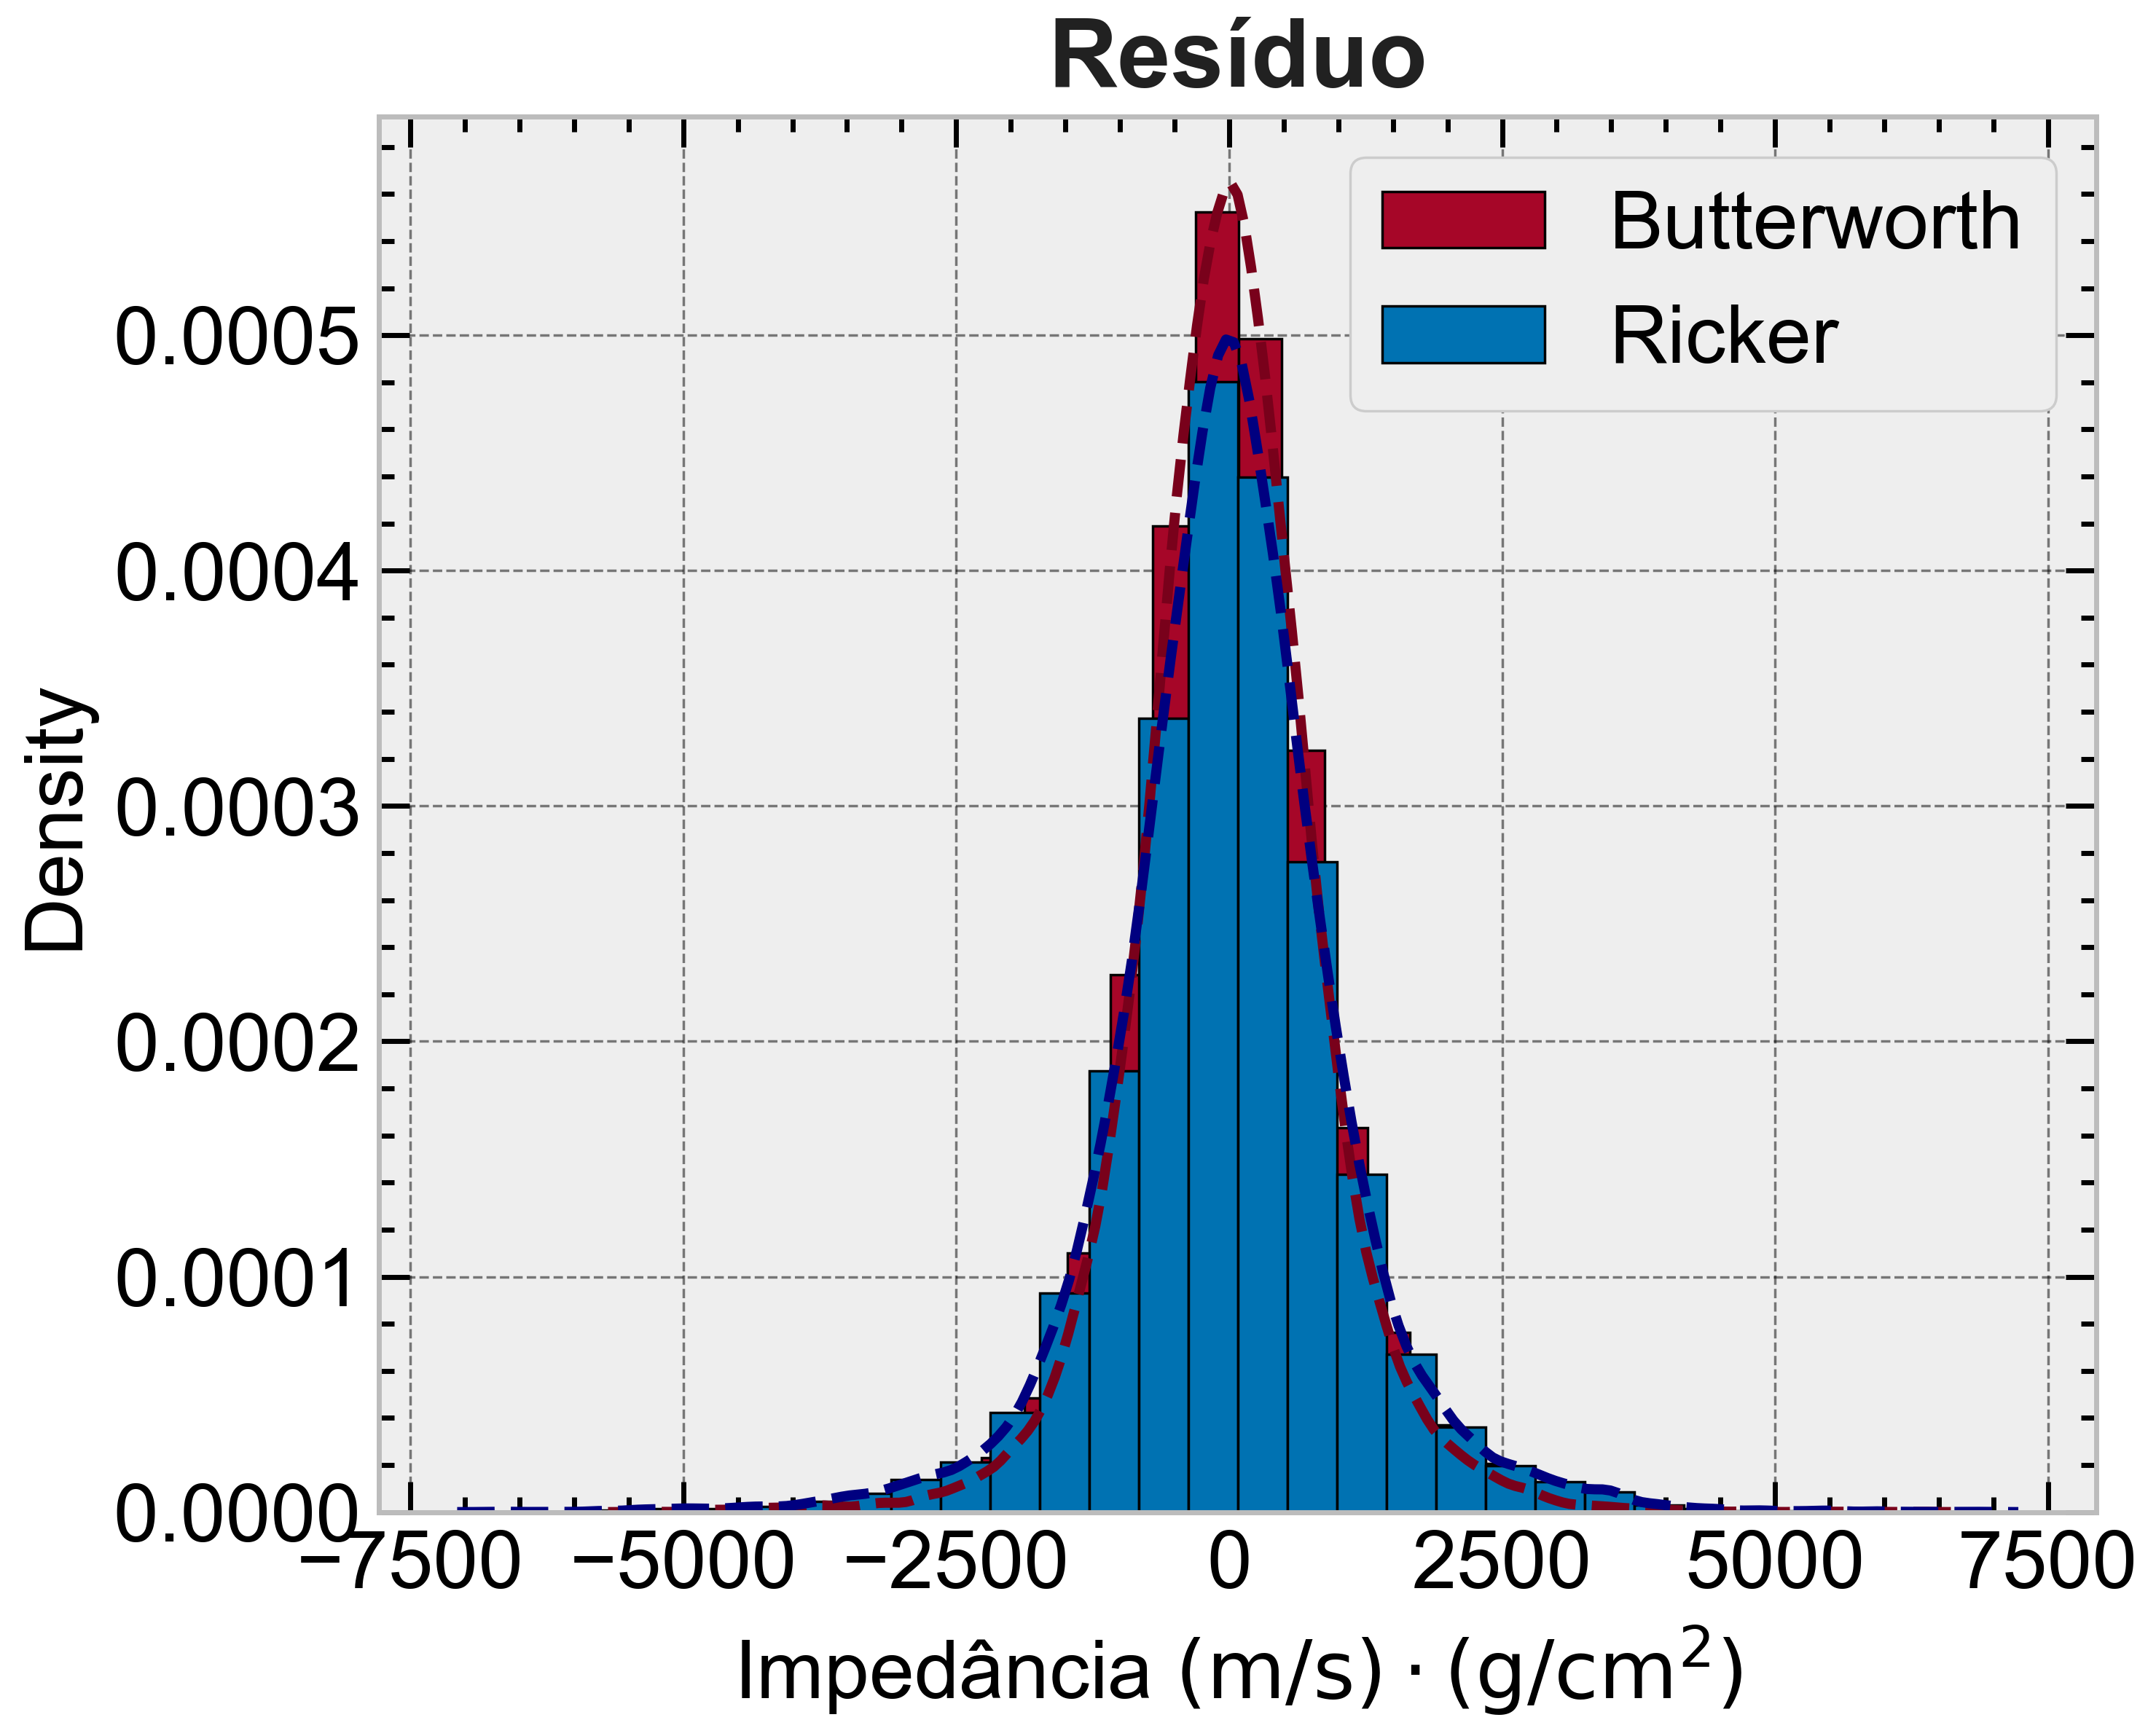 Resíduo
Butterworth
Ricker
Density
0.0005
0.0004
0.0003
0.0002
0.0001
0.0000
−7500 −5000 −2500 0 2500 5000 7500
Impedância (m/s) · (g/cm²)